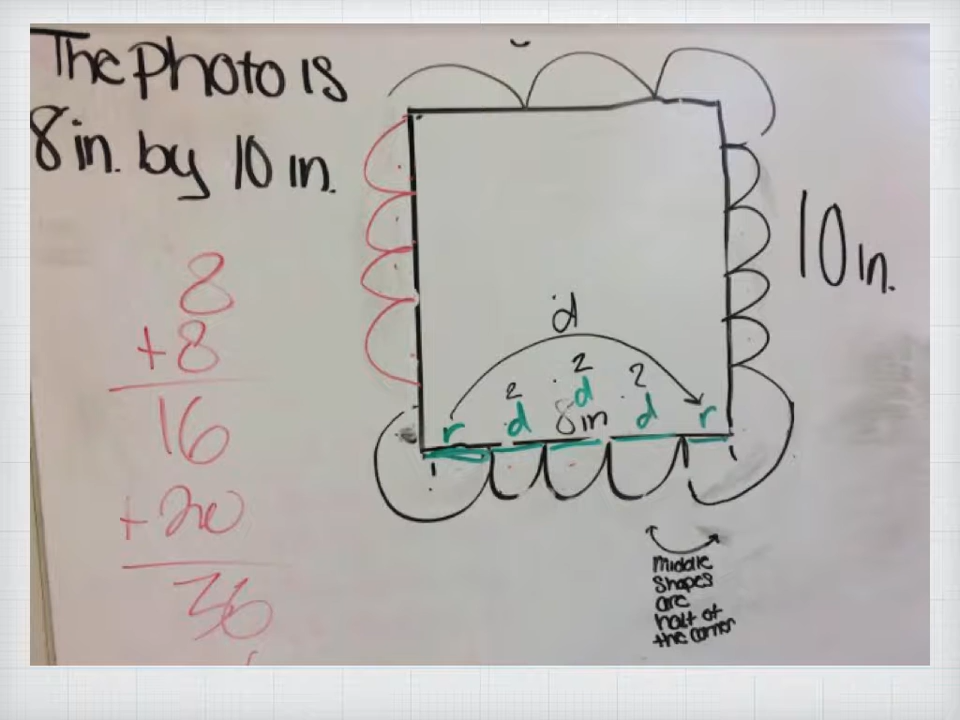 The Photo is
8 in. by 10 in.
8
+8
16
+20
36
10 in.
d
2 2 2
r d d d r
8 in
middle
shapes
are
half of
the corner